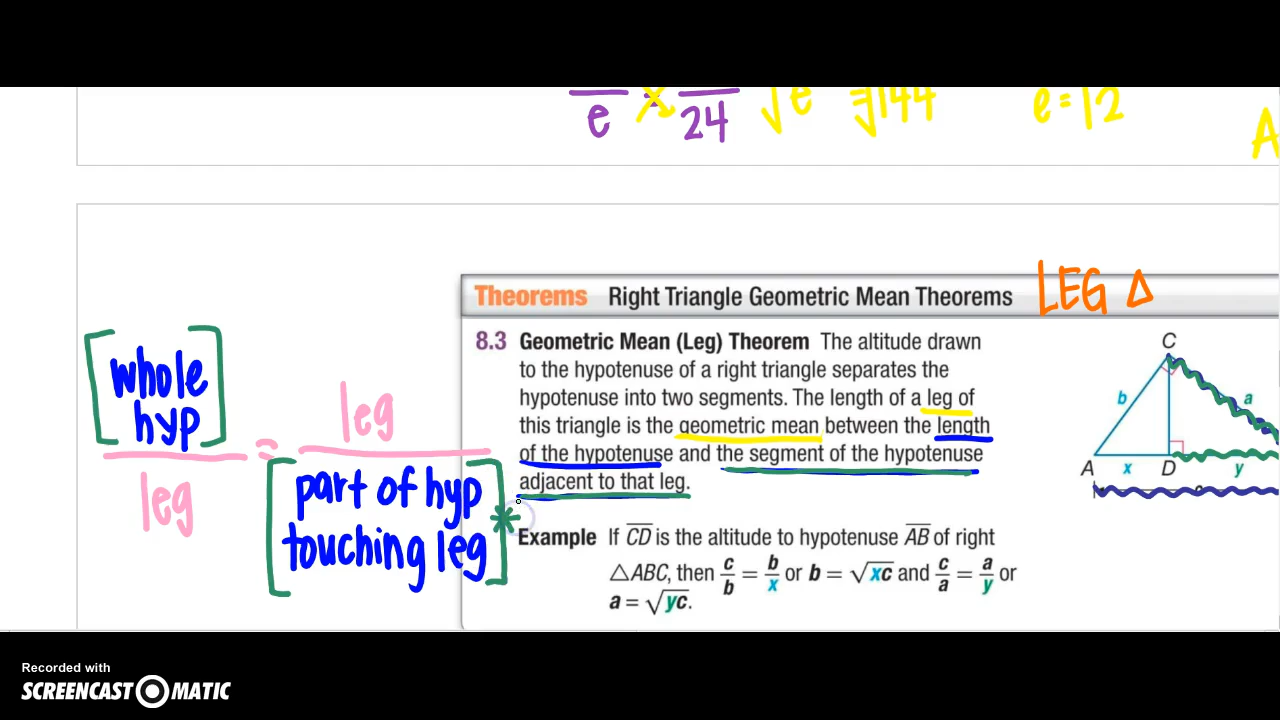 e 24 √e = √144 e = 12
A
Theorems Right Triangle Geometric Mean Theorems LEG Δ
8.3 Geometric Mean (Leg) Theorem The altitude drawn
to the hypotenuse of a right triangle separates the
hypotenuse into two segments. The length of a leg of
this triangle is the geometric mean between the length
of the hypotenuse and the segment of the hypotenuse
adjacent to that leg.
Example If CD is the altitude to hypotenuse AB of right
△ABC, then c/b = b/x or b = √xc and c/a = a/y or
a = √yc.
[whole
hyp]
leg
=
leg
[part of hyp
touching leg] *
C
b a
A x D y
c
Recorded with
SCREENCAST-O-MATIC